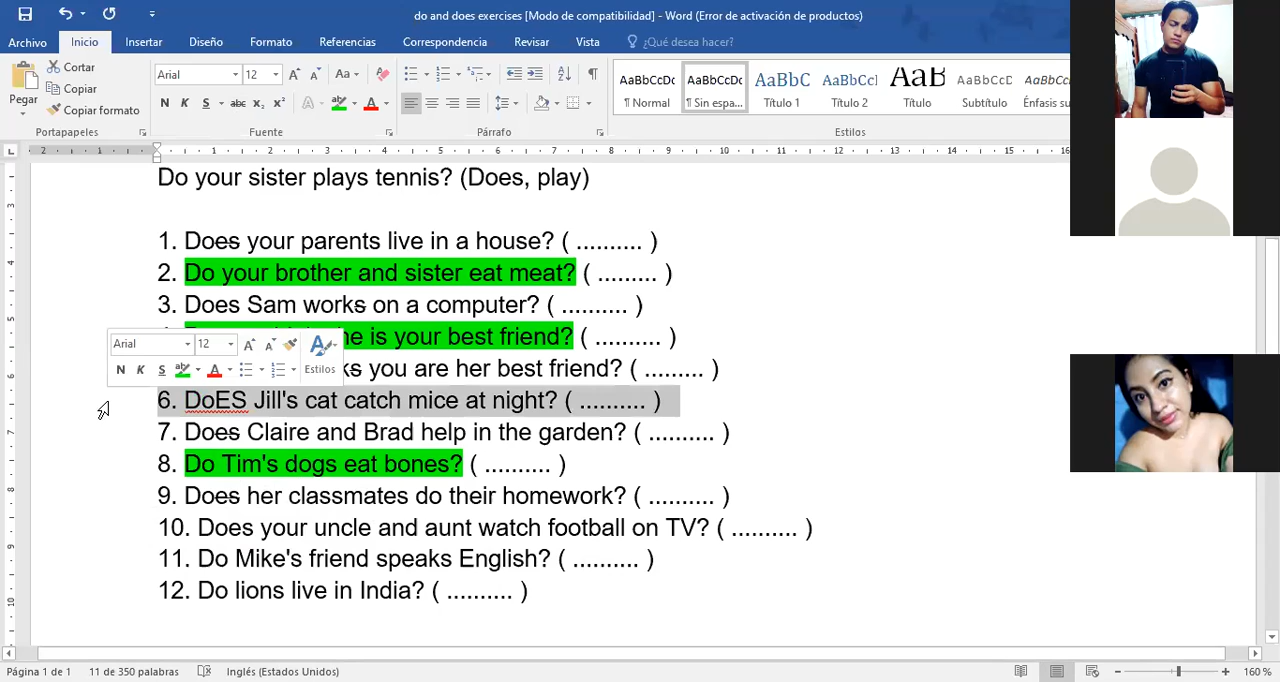 do and does exercises [Modo de compatibilidad] - Word (Error de activación de productos)
Archivo Inicio Insertar Diseño Formato Referencias Correspondencia Revisar Vista ¿Qué desea hacer?
Pegar
Cortar
Copiar
Copiar formato
Portapapeles
Arial 12
N K S abc x₂ x²
Fuente
Párrafo
AaBbCcDc AaBbCcDc AaBbC AaBbCcl AaB AaBbCcDc AaBbCcDc
¶ Normal ¶ Sin espa... Título 1 Título 2 Título Subtítulo Énfasis su
Estilos
Do your sister plays tennis? (Does, play)
1. Does your parents live in a house? ( .......... )
2. Do your brother and sister eat meat? ( ......... )
3. Does Sam works on a computer? ( .......... )
is your best friend? ( .......... )
you are her best friend? ( ......... )
Arial 12
N K S Estilos
6. DoES Jill's cat catch mice at night? ( .......... )
7. Does Claire and Brad help in the garden? ( .......... )
8. Do Tim's dogs eat bones? ( .......... )
9. Does her classmates do their homework? ( .......... )
10. Does your uncle and aunt watch football on TV? ( .......... )
11. Do Mike's friend speaks English? ( .......... )
12. Do lions live in India? ( .......... )
Página 1 de 1 11 de 350 palabras Inglés (Estados Unidos) 160 %